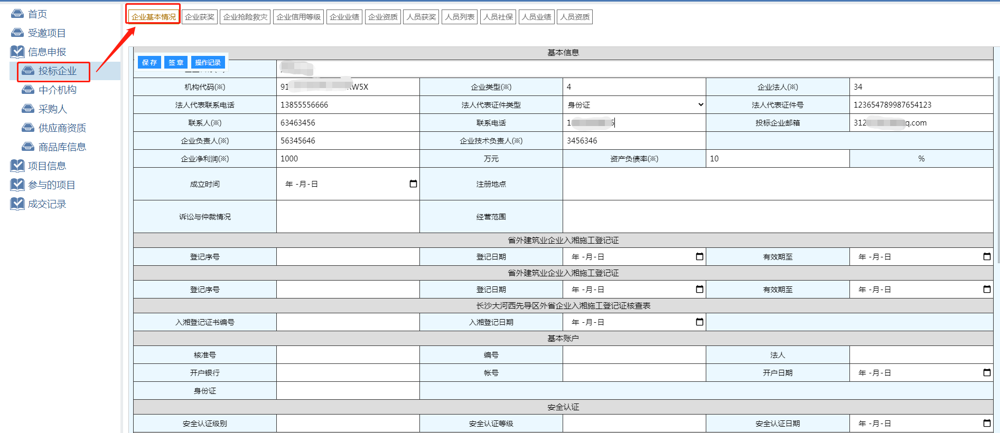 首页
受邀项目
信息申报
投标企业
中介机构
采购人
供应商资质
商品库信息
项目信息
参与的项目
成交记录
企业基本情况 企业获奖 企业抢险救灾 企业信用等级 企业业绩 企业资质 人员获奖 人员列表 人员社保 人员业绩 人员资质
基本信息
保存 签章 操作记录
机构代码(※) 91 W5X 企业类型(※) 4 企业法人(※) 34
法人代表联系电话 13855556666 法人代表证件类型 身份证 法人代表证件号 123654789987654123
联系人(※) 63463456 联系电话 1 投标企业邮箱 312 q.com
企业负责人(※) 56345646 企业技术负责人(※) 3456346
企业净利润(※) 1000 万元 资产负债率(※) 10 %
成立时间 年-月-日 注册地点
诉讼与仲裁情况 经营范围
省外建筑业企业入湘施工登记证
登记序号 登记日期 年-月-日 有效期至 年-月-日
省外建筑业企业入湘施工登记证
登记序号 登记日期 年-月-日 有效期至 年-月-日
长沙大河西先导区外省企业入湘施工登记证核查表
入湘登记证书编号 入湘登记日期 年-月-日
基本账户
核准号 编号 法人
开户银行 帐号 开户日期 年-月-日
身份证
安全认证
安全认证级别 安全认证等级 安全认证日期 年-月-日